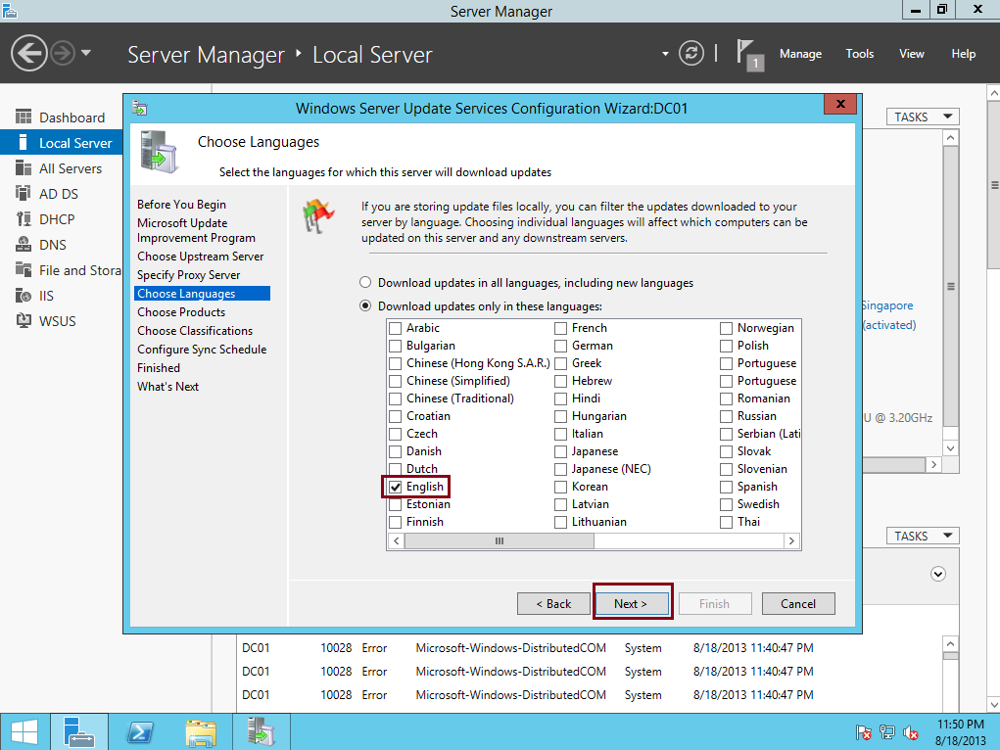 Server Manager
Server Manager ‣ Local Server
1
Manage
Tools
View
Help
Dashboard
Local Server
All Servers
AD DS
DHCP
DNS
File and Stora
IIS
WSUS
TASKS
Singapore
(activated)
U @ 3.20GHz
TASKS
Windows Server Update Services Configuration Wizard:DC01
x
Choose Languages
Select the languages for which this server will download updates
Before You Begin
Microsoft Update
Improvement Program
Choose Upstream Server
Specify Proxy Server
Choose Languages
Choose Products
Choose Classifications
Configure Sync Schedule
Finished
What's Next
If you are storing update files locally, you can filter the updates downloaded to your
server by language. Choosing individual languages will affect which computers can be
updated on this server and any downstream servers.
Download updates in all languages, including new languages
Download updates only in these languages:
Arabic
Bulgarian
Chinese (Hong Kong S.A.R.)
Chinese (Simplified)
Chinese (Traditional)
Croatian
Czech
Danish
Dutch
English
Estonian
Finnish
French
German
Greek
Hebrew
Hindi
Hungarian
Italian
Japanese
Japanese (NEC)
Korean
Latvian
Lithuanian
Norwegian
Polish
Portuguese
Portuguese
Romanian
Russian
Serbian (Lati
Slovak
Slovenian
Spanish
Swedish
Thai
< Back
Next >
Finish
Cancel
DC01 10028 Error Microsoft-Windows-DistributedCOM System 8/18/2013 11:40:47 PM
DC01 10028 Error Microsoft-Windows-DistributedCOM System 8/18/2013 11:40:47 PM
DC01 10028 Error Microsoft-Windows-DistributedCOM System 8/18/2013 11:40:47 PM
11:50 PM
8/18/2013